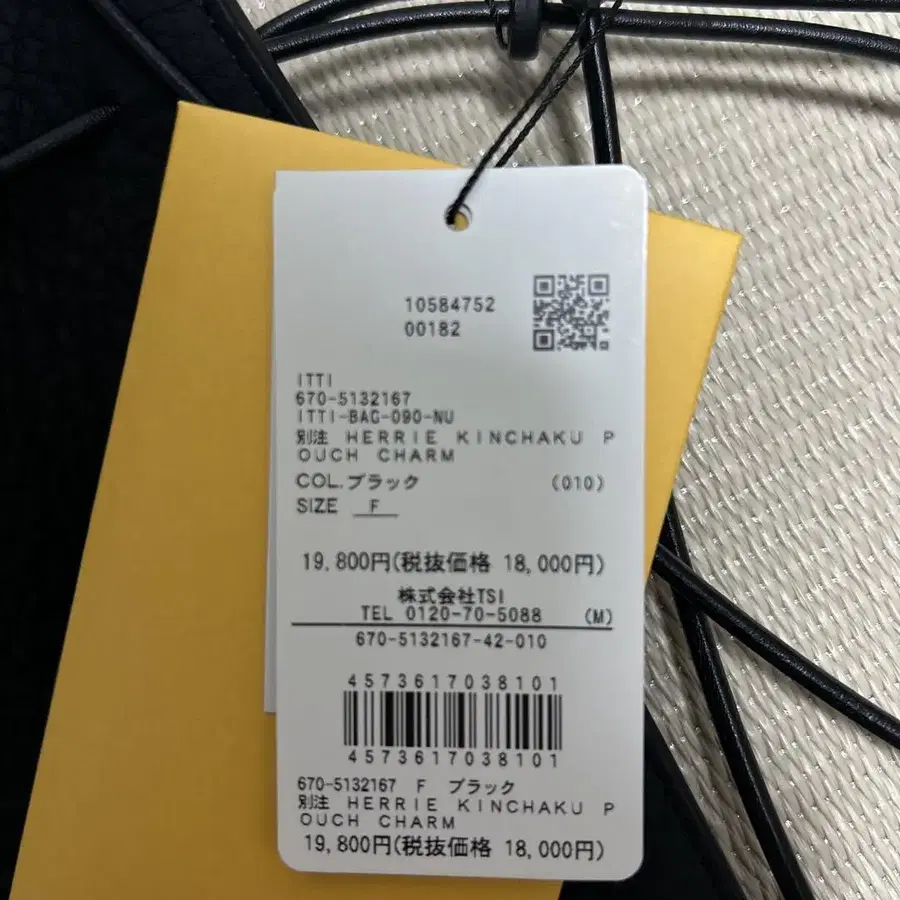 10584752
00182
ITTI
670-5132167
ITTI-BAG-090-NU
別注 HERRIE KINCHAKU P
OUCH CHARM
COL.ブラック (010)
SIZE F
19,800円(税抜価格 18,000円)
株式会社TSI
TEL 0120-70-5088 (M)
670-5132167-42-010
4573617038101
4573617038101
670-5132167 F ブラック
別注 HERRIE KINCHAKU P
OUCH CHARM
19,800円(税抜価格 18,000円)